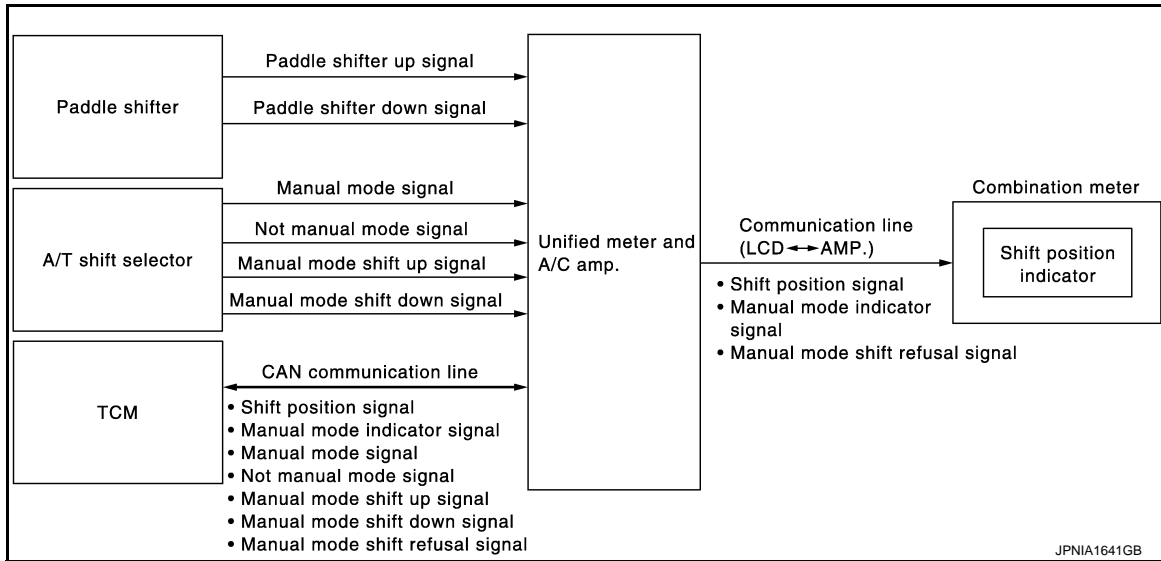 Paddle shifter
Paddle shifter up signal
Paddle shifter down signal
A/T shift selector
Manual mode signal
Not manual mode signal
Manual mode shift up signal
Manual mode shift down signal
TCM
CAN communication line
• Shift position signal
• Manual mode indicator signal
• Manual mode signal
• Not manual mode signal
• Manual mode shift up signal
• Manual mode shift down signal
• Manual mode shift refusal signal
Unified meter and
A/C amp.
Communication line
(LCD↔AMP.)
• Shift position signal
• Manual mode indicator
signal
• Manual mode shift refusal signal
Combination meter
Shift position
indicator
JPNIA1641GB